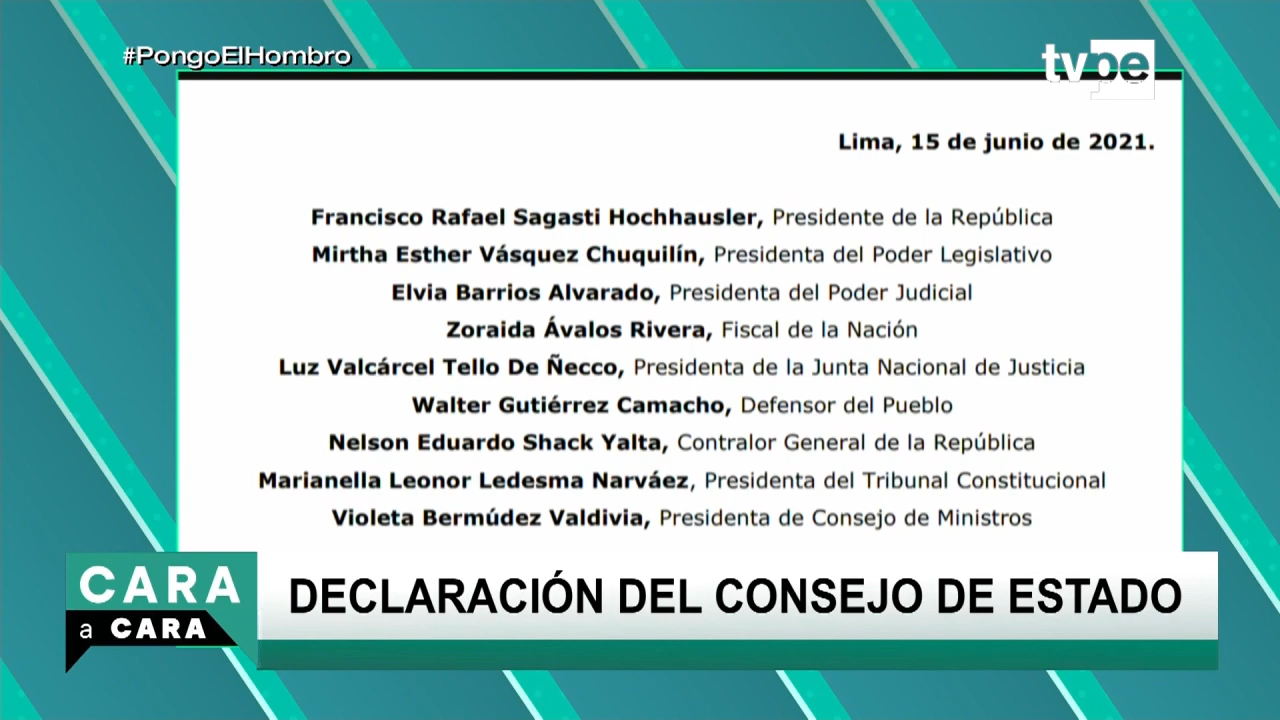 #PongoElHombro
tvpe
Lima, 15 de junio de 2021.
Francisco Rafael Sagasti Hochhausler, Presidente de la República
Mirtha Esther Vásquez Chuquilín, Presidenta del Poder Legislativo
Elvia Barrios Alvarado, Presidenta del Poder Judicial
Zoraida Ávalos Rivera, Fiscal de la Nación
Luz Valcárcel Tello De Ñecco, Presidenta de la Junta Nacional de Justicia
Walter Gutiérrez Camacho, Defensor del Pueblo
Nelson Eduardo Shack Yalta, Contralor General de la República
Marianella Leonor Ledesma Narváez, Presidenta del Tribunal Constitucional
Violeta Bermúdez Valdivia, Presidenta de Consejo de Ministros
CARA
a CARA
DECLARACIÓN DEL CONSEJO DE ESTADO